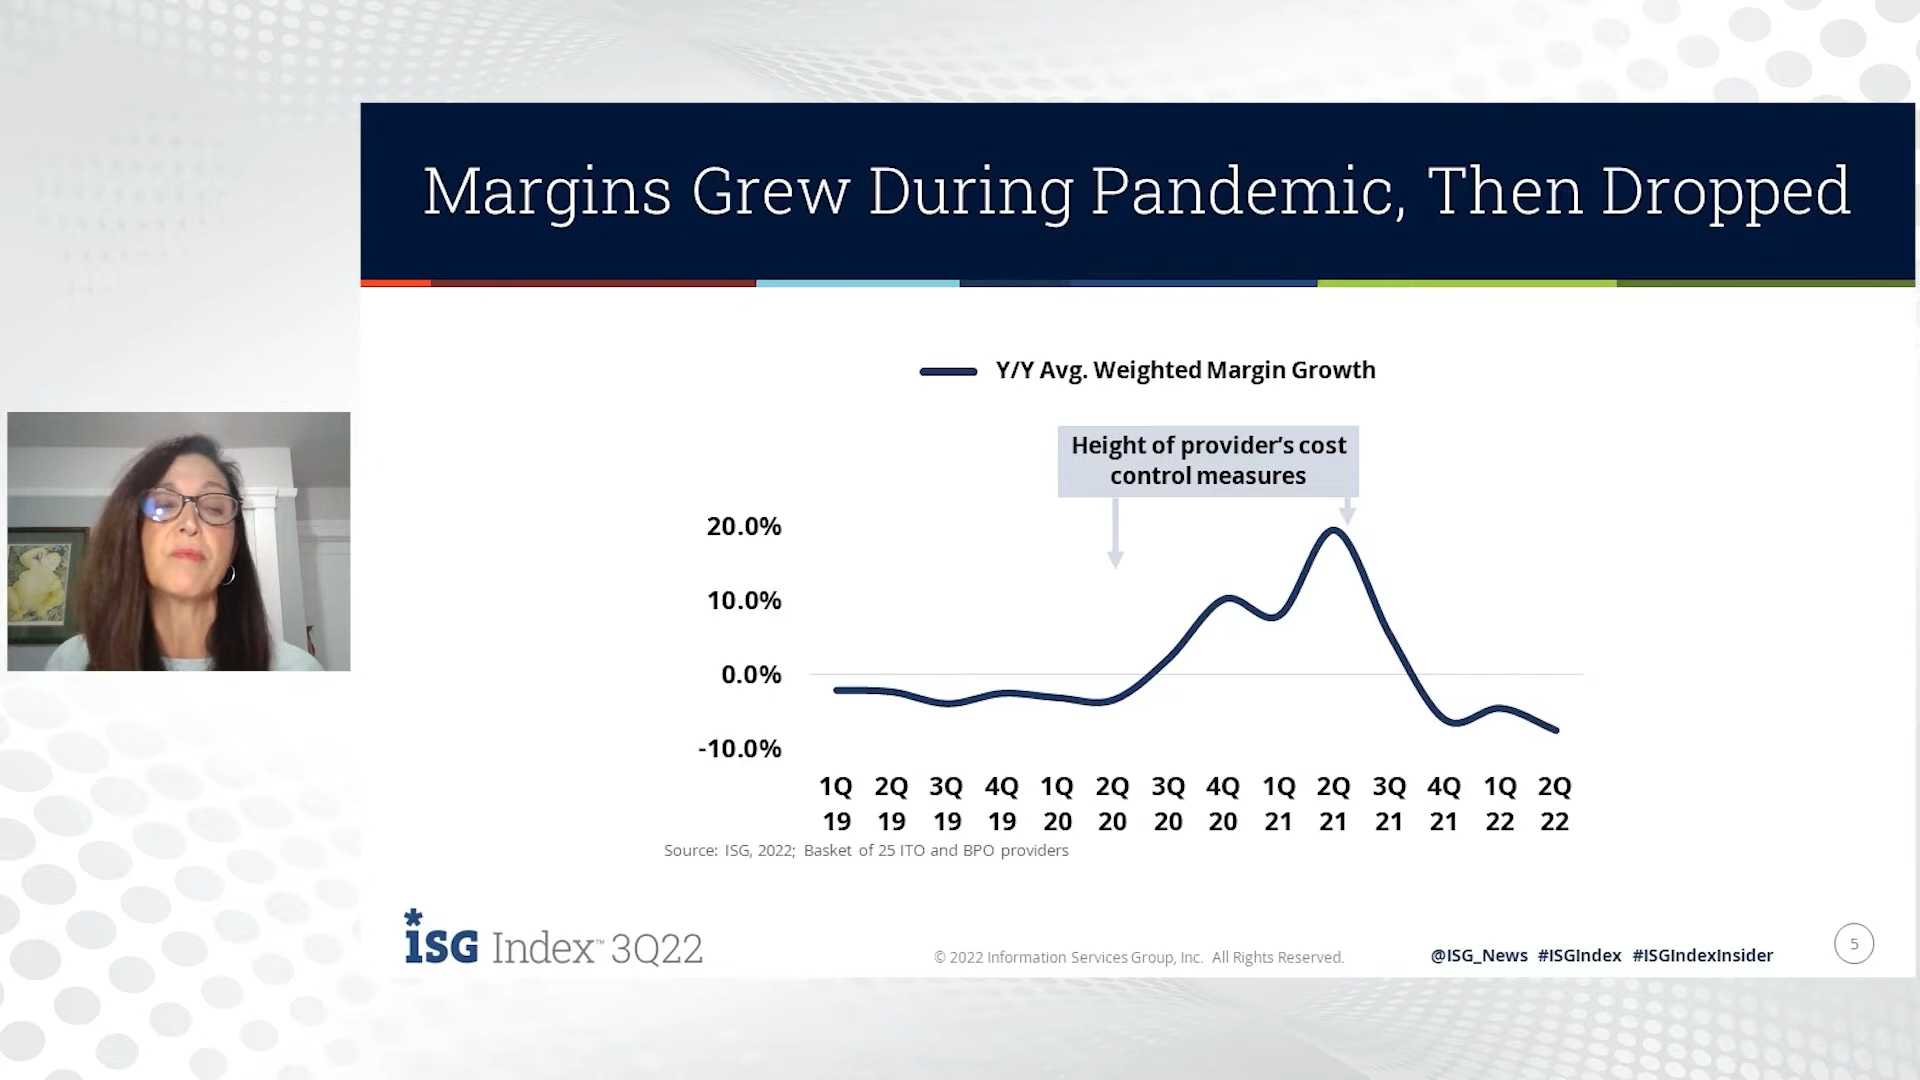 Margins Grew During Pandemic, Then Dropped
Y/Y Avg. Weighted Margin Growth
Height of provider’s cost
control measures
20.0%
10.0%
0.0%
-10.0%
1Q 2Q 3Q 4Q 1Q 2Q 3Q 4Q 1Q 2Q 3Q 4Q 1Q 2Q
19 19 19 19 20 20 20 20 21 21 21 21 22 22
Source: ISG, 2022; Basket of 25 ITO and BPO providers
ISG Index™ 3Q22
© 2022 Information Services Group, Inc. All Rights Reserved.
@ISG_News #ISGIndex #ISGIndexInsider
5